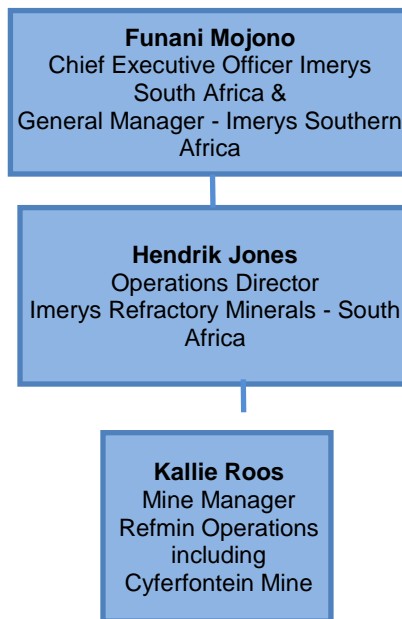 Funani Mojono
Chief Executive Officer Imerys
South Africa &
General Manager - Imerys Southern
Africa
Hendrik Jones
Operations Director
Imerys Refractory Minerals - South
Africa
Kallie Roos
Mine Manager
Refmin Operations
including
Cyferfontein Mine